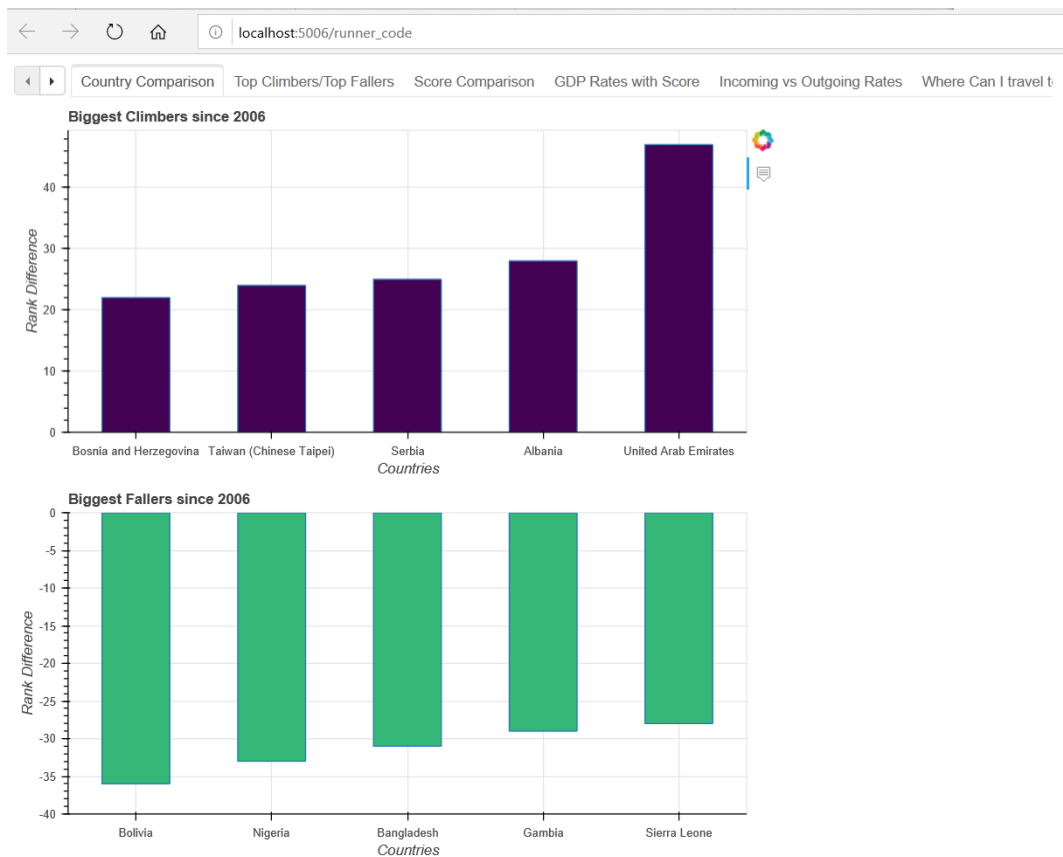 localhost:5006/runner_code
Country Comparison Top Climbers/Top Fallers Score Comparison GDP Rates with Score Incoming vs Outgoing Rates Where Can I travel
Biggest Climbers since 2006
Rank Difference
40
30
20
10
0
Bosnia and Herzegovina Taiwan (Chinese Taipei) Serbia Albania United Arab Emirates
Countries
Biggest Fallers since 2006
Rank Difference
0
-5
-10
-15
-20
-25
-30
-35
-40
Bolivia Nigeria Bangladesh Gambia Sierra Leone
Countries